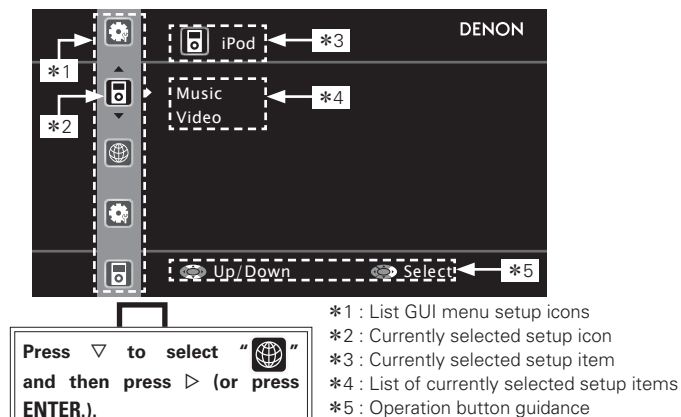 iPod
DENON
*3
*1
Music
Video
*4
*2
Up/Down
Select
*5
Press ▽ to select “ ”
and then press ▷ (or press
ENTER.).
*1 : List GUI menu setup icons
*2 : Currently selected setup icon
*3 : Currently selected setup item
*4 : List of currently selected setup items
*5 : Operation button guidance